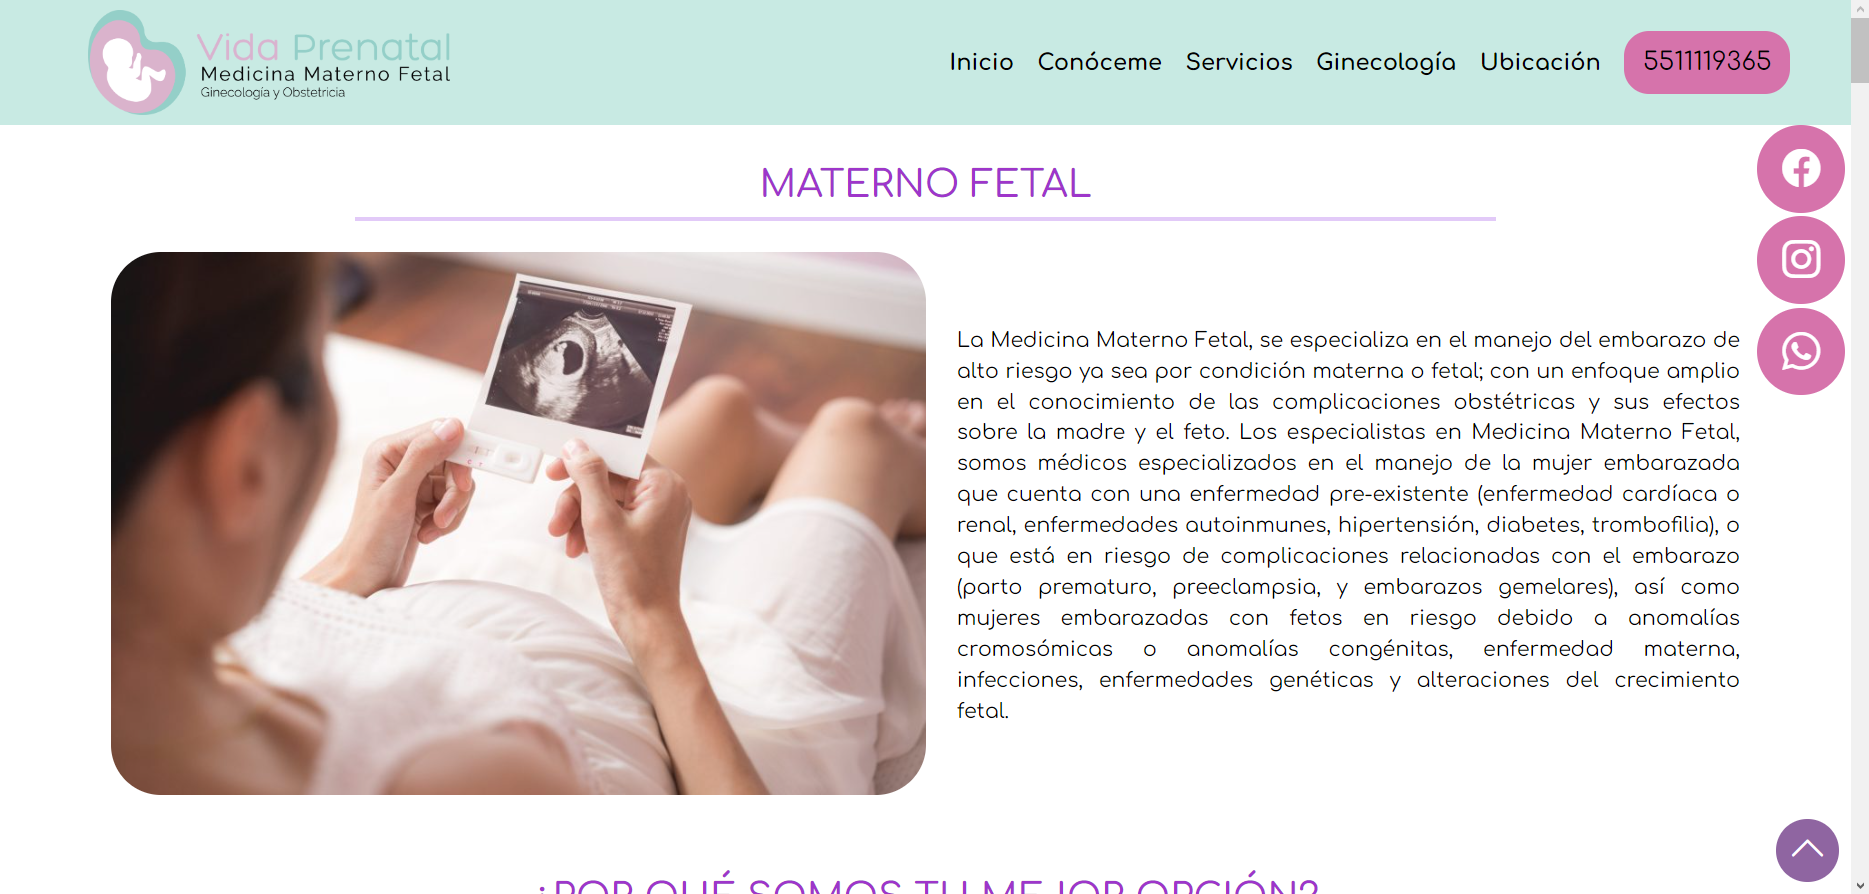 Vida Prenatal
Medicina Materno Fetal
Ginecología y Obstetricia
Inicio Conóceme Servicios Ginecología Ubicación 5511119365
MATERNO FETAL
La Medicina Materno Fetal, se especializa en el manejo del embarazo de
alto riesgo ya sea por condición materna o fetal; con un enfoque amplio
en el conocimiento de las complicaciones obstétricas y sus efectos
sobre la madre y el feto. Los especialistas en Medicina Materno Fetal,
somos médicos especializados en el manejo de la mujer embarazada
que cuenta con una enfermedad pre-existente (enfermedad cardíaca o
renal, enfermedades autoinmunes, hipertensión, diabetes, trombofilia), o
que está en riesgo de complicaciones relacionadas con el embarazo
(parto prematuro, preeclampsia, y embarazos gemelares), así como
mujeres embarazadas con fetos en riesgo debido a anomalías
cromosómicas o anomalías congénitas, enfermedad materna,
infecciones, enfermedades genéticas y alteraciones del crecimiento
fetal.
¿POR QUÉ SOMOS TU MEJOR OPCIÓN?